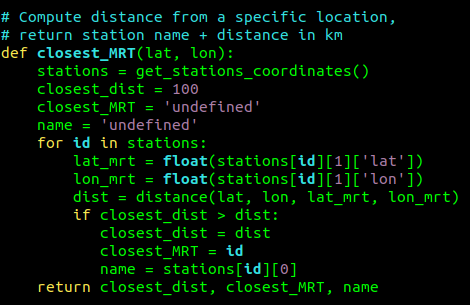 # Compute distance from a specific location,
# return station name + distance in km
def closest_MRT(lat, lon):
    stations = get_stations_coordinates()
    closest_dist = 100
    closest_MRT = 'undefined'
    name = 'undefined'
    for id in stations:
        lat_mrt = float(stations[id][1]['lat'])
        lon_mrt = float(stations[id][1]['lon'])
        dist = distance(lat, lon, lat_mrt, lon_mrt)
        if closest_dist > dist:
           closest_dist = dist
           closest_MRT = id
           name = stations[id][0]
    return closest_dist, closest_MRT, name